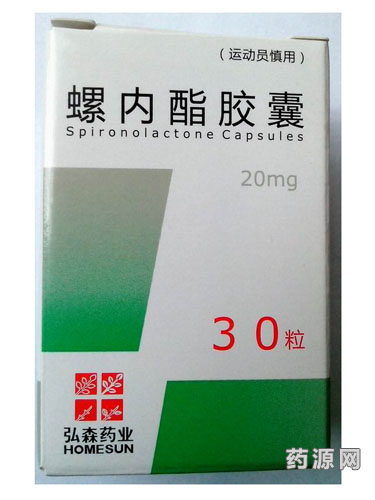 （运动员慎用）
螺内酯胶囊
Spironolactone Capsules
20mg
30粒
弘森药业
HOMESUN
药源网